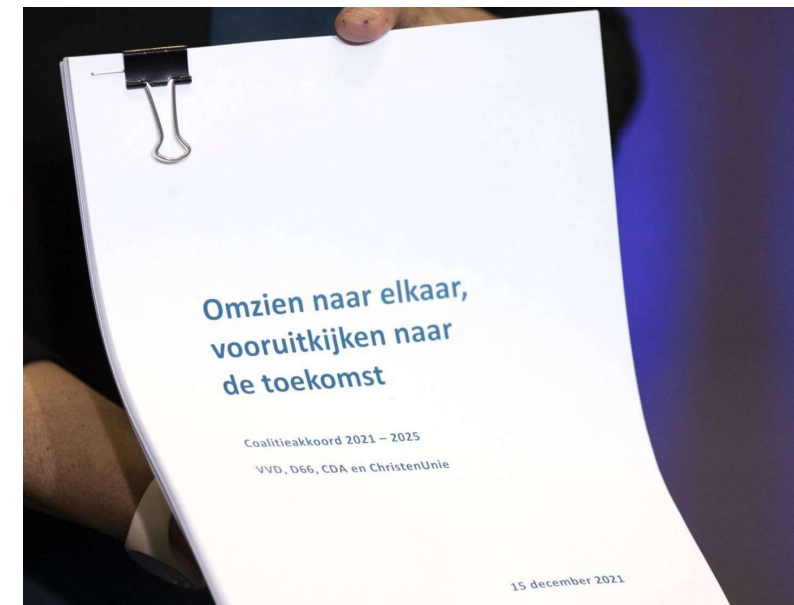 Omzien naar elkaar,
vooruitkijken naar
de toekomst
Coalitieakkoord 2021 – 2025
VVD, D66, CDA en ChristenUnie
15 december 2021